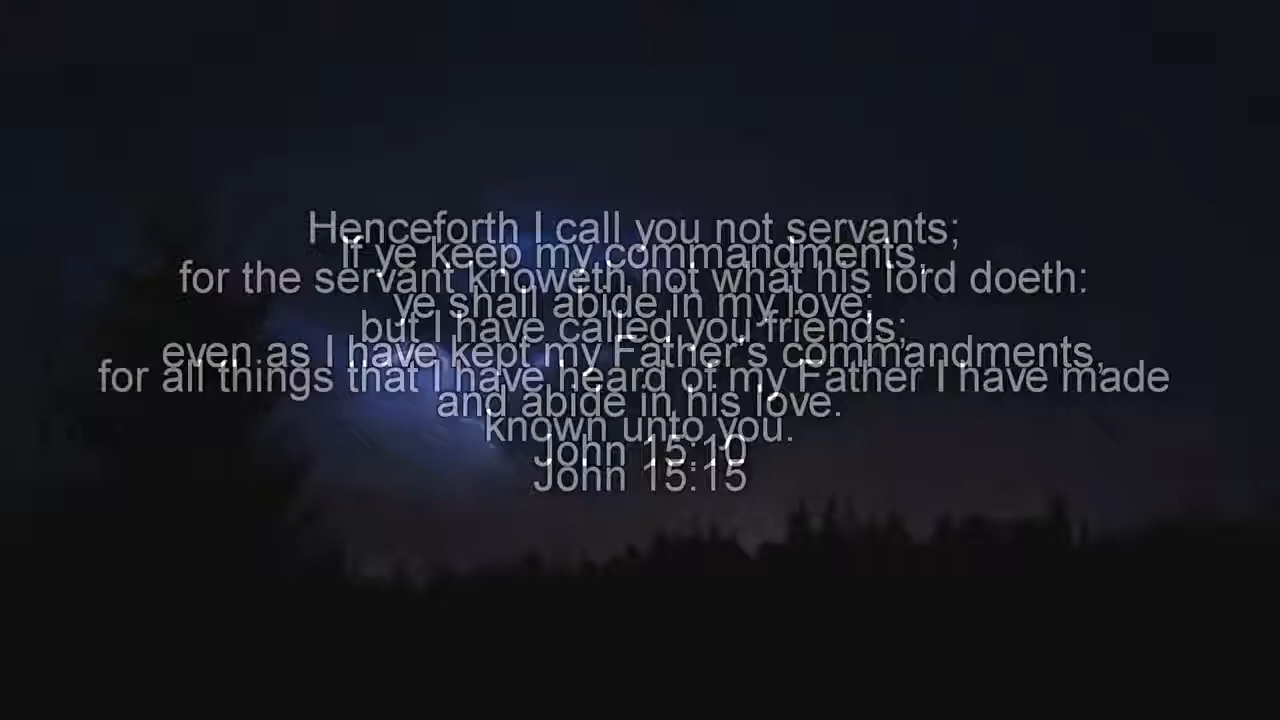 Henceforth I call you not servants;
If ye keep my commandments,
for the servant knoweth not what his lord doeth:
ye shall abide in my love;
but I have called you friends;
even as I have kept my Father's commandments,
for all things that I have heard of my Father I have made
and abide in his love.
known unto you.
John 15:10
John 15:15